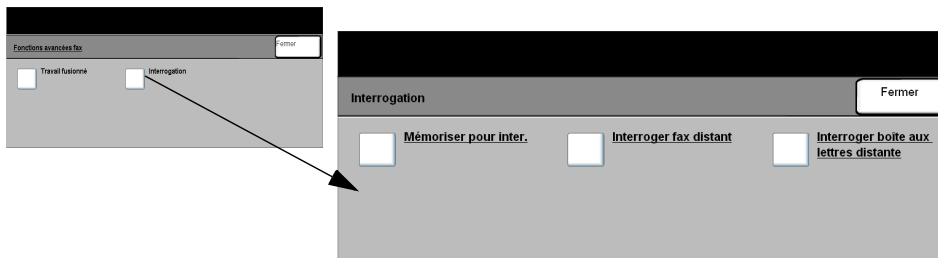 Fonctions avancées fax
Fermer
Travail fusionné
Interrogation
Interrogation
Fermer
Mémoriser pour inter.
Interroger fax distant
Interroger boîte aux
lettres distante